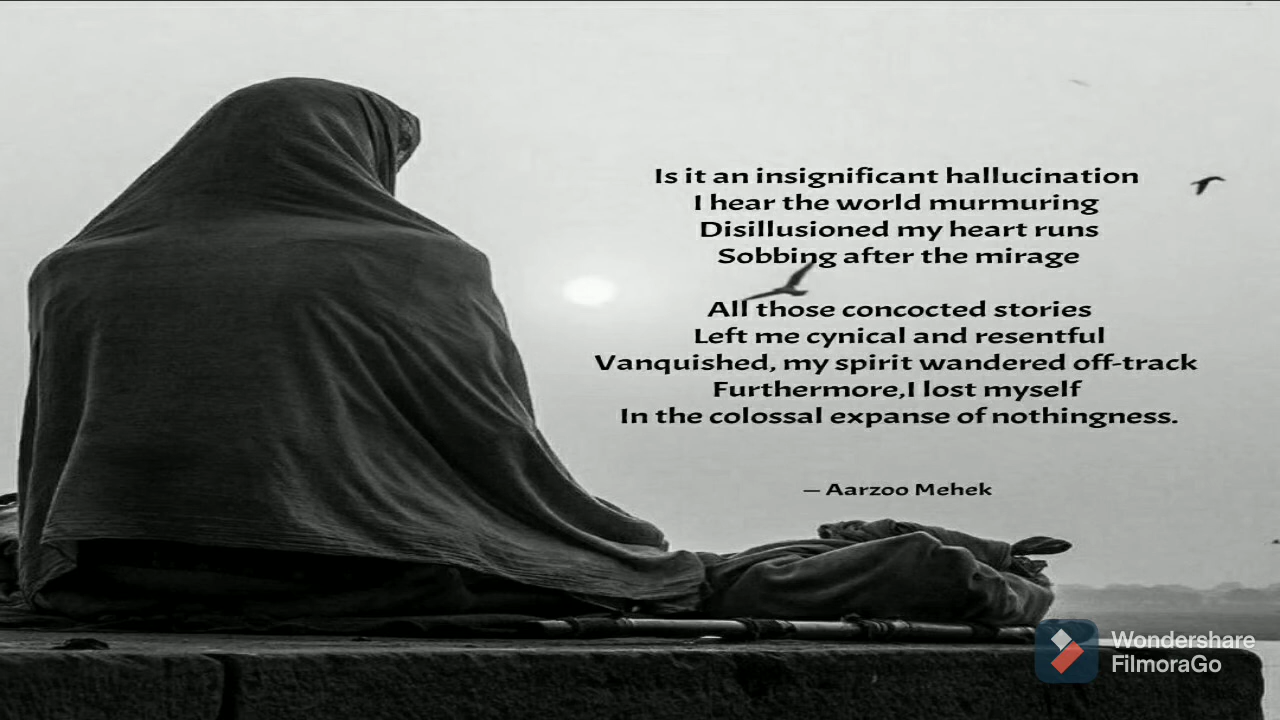 Is it an insignificant hallucination
I hear the world murmuring
Disillusioned my heart runs
Sobbing after the mirage
All those concocted stories
Left me cynical and resentful
Vanquished, my spirit wandered off-track
Furthermore,I lost myself
In the colossal expanse of nothingness.
— Aarzoo Mehek
Wondershare
FilmoraGo